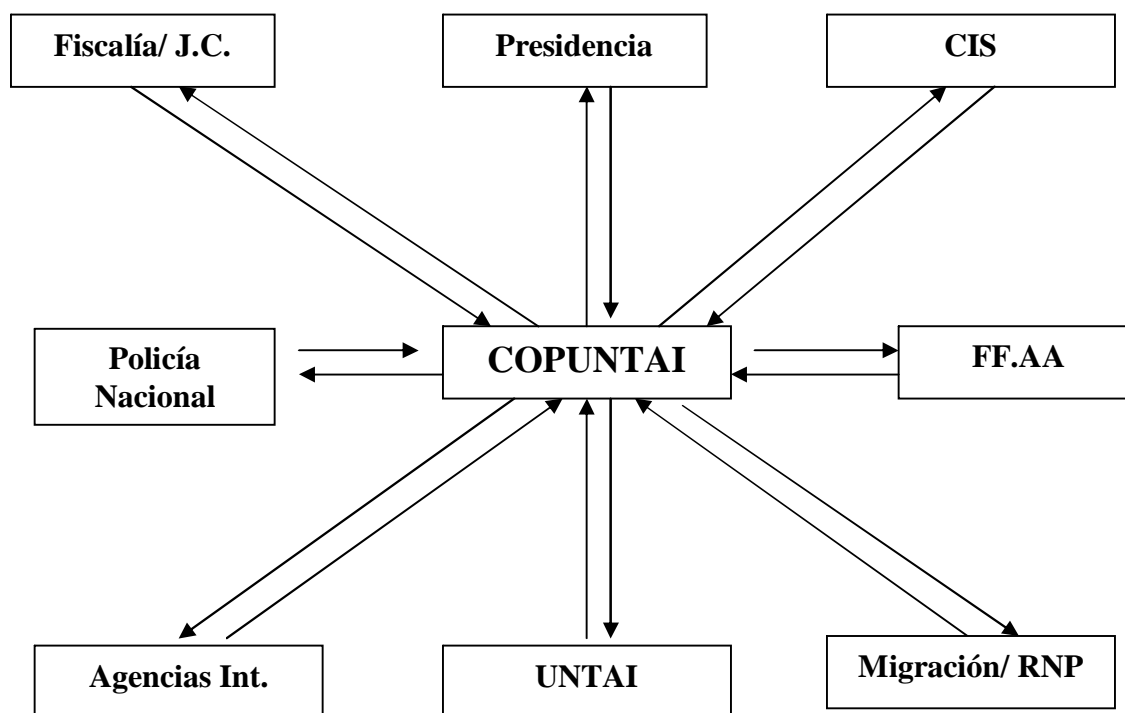 Fiscalía/ J.C.
Presidencia
CIS
Policía
Nacional
COPUNTAI
FF.AA
Agencias Int.
UNTAI
Migración/ RNP